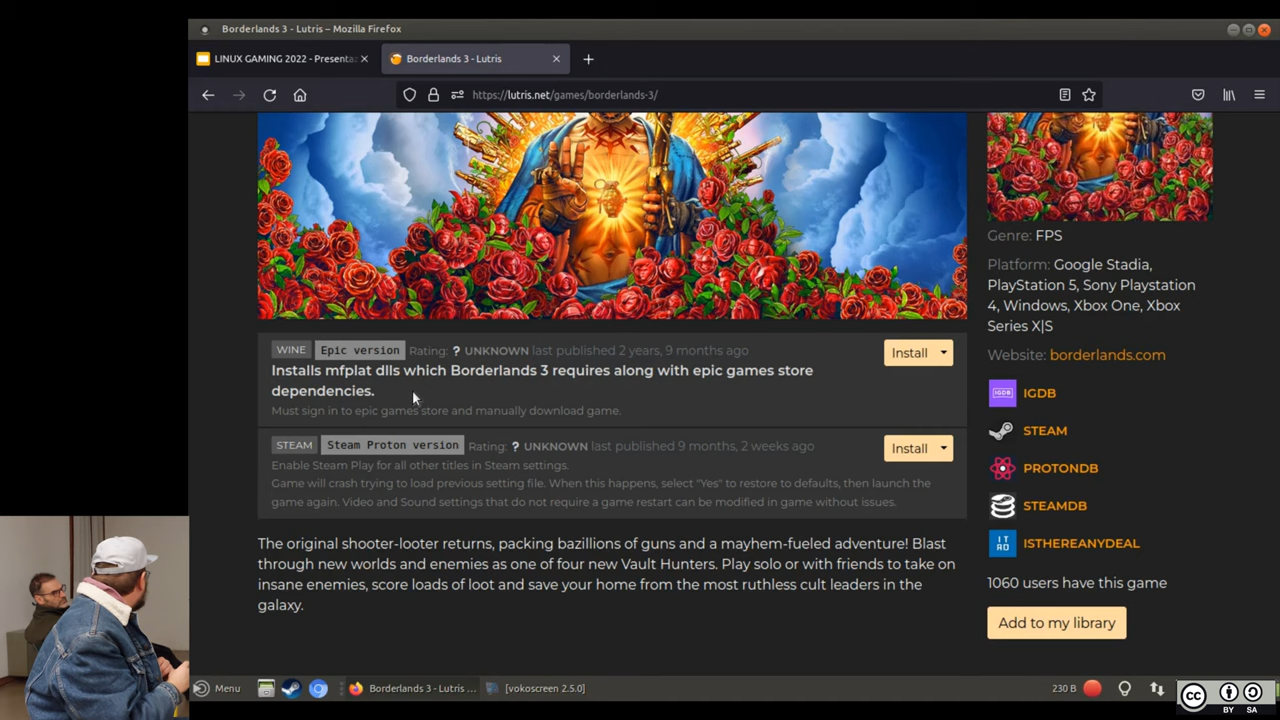 Borderlands 3 - Lutris – Mozilla Firefox
LINUX GAMING 2022 - Presenta
Borderlands 3 - Lutris
https://lutris.net/games/borderlands-3/
WINE Epic version Rating: ? UNKNOWN last published 2 years, 9 months ago
Install
Installs mfplat dlls which Borderlands 3 requires along with epic games store
dependencies.
Must sign in to epic games store and manually download game.
STEAM Steam Proton version Rating: ? UNKNOWN last published 9 months, 2 weeks ago
Install
Enable Steam Play for all other titles in Steam settings.
Game will crash trying to load previous setting file. When this happens, select "Yes" to restore to defaults, then launch the
game again. Video and Sound settings that do not require a game restart can be modified in game without issues.
The original shooter-looter returns, packing bazillions of guns and a mayhem-fueled adventure! Blast
through new worlds and enemies as one of four new Vault Hunters. Play solo or with friends to take on
insane enemies, score loads of loot and save your home from the most ruthless cult leaders in the
galaxy.
Genre: FPS
Platform: Google Stadia,
PlayStation 5, Sony Playstation
4, Windows, Xbox One, Xbox
Series X|S
Website: borderlands.com
IGDB
IGDB
STEAM
PROTONDB
STEAMDB
IT
AD
ISTHEREANYDEAL
1060 users have this game
Add to my library
Menu
Borderlands 3 - Lutris ...
[vokoscreen 2.5.0]
230 B
CC
BY SA